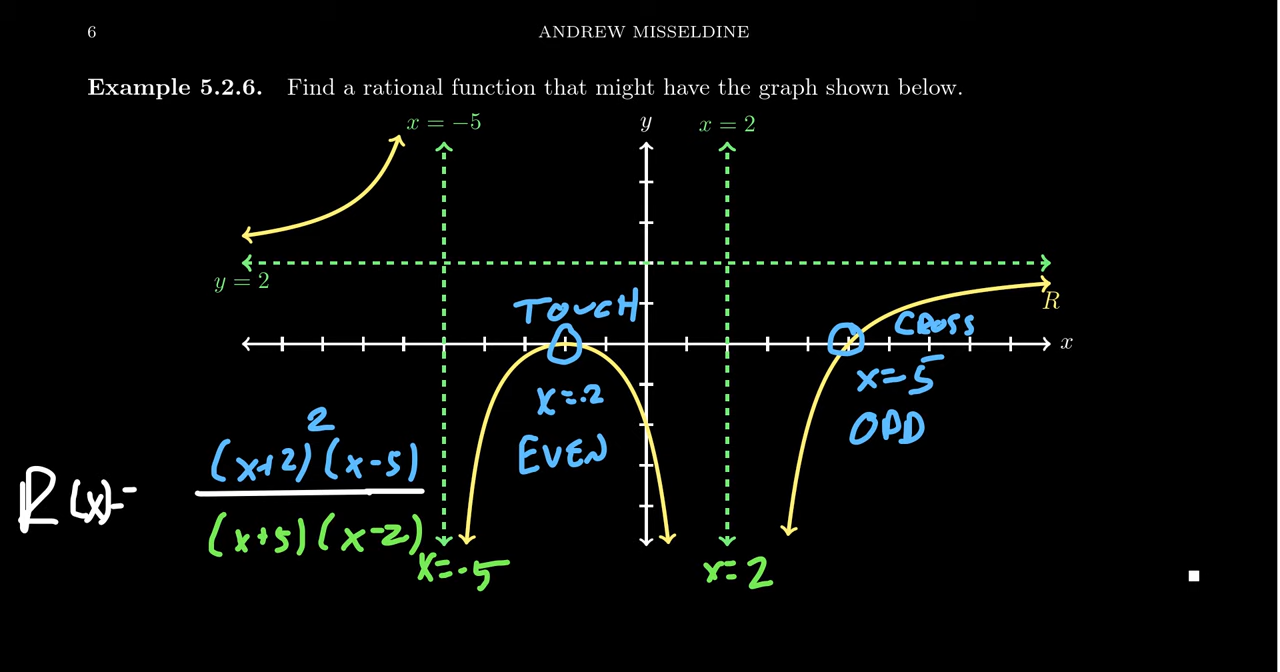 6
ANDREW MISSELDINE
Example 5.2.6. Find a rational function that might have the graph shown below.
x = −5
y
x = 2
y = 2
R
x
TOUCH
CROSS
x=-2
x=5
EVEN
ODD
R(x)=
(x+2)²(x-5)
(x+5)(x-2)
x=-5
x=2